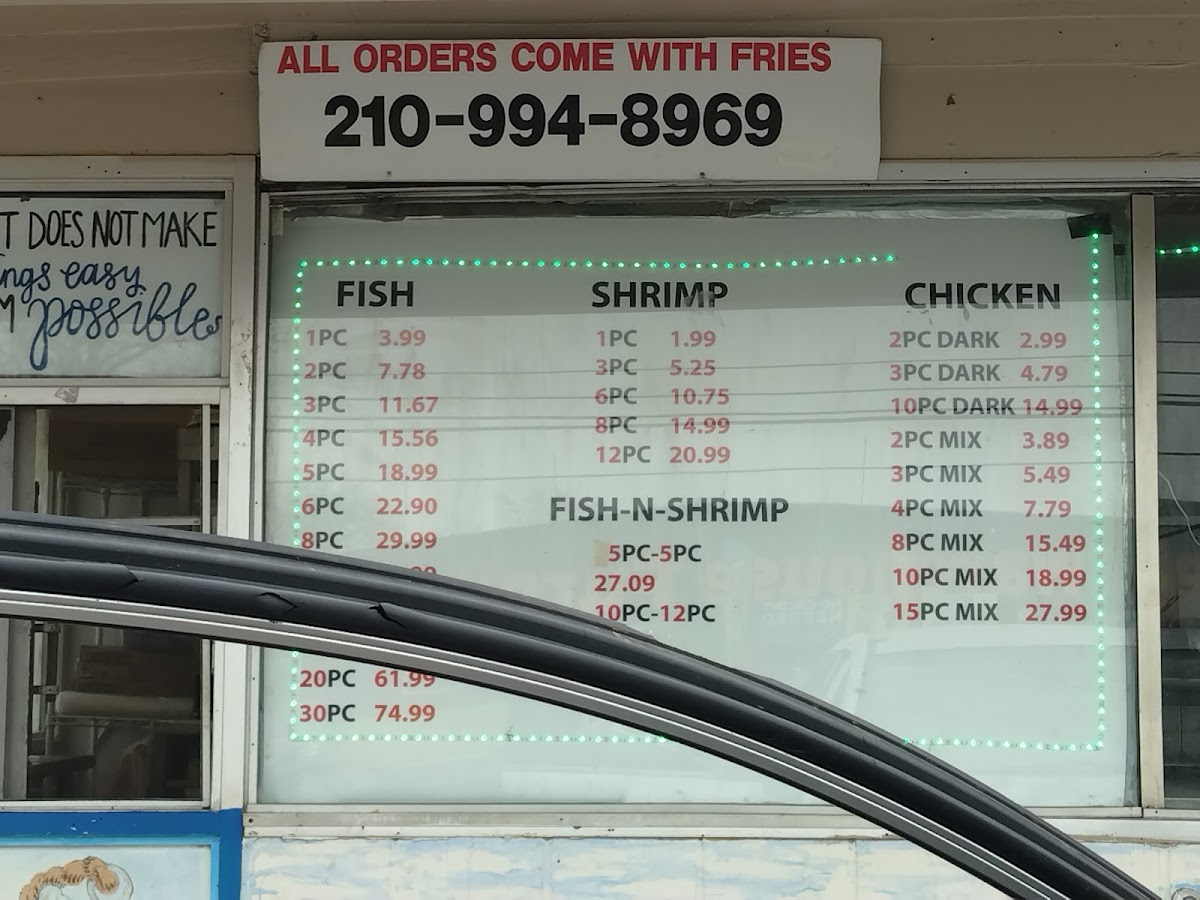 ALL ORDERS COME WITH FRIES
210-994-8969
T DOES NOT MAKE
ngs easy
M possible
FISH
1PC 3.99
2PC 7.78
3PC 11.67
4PC 15.56
5PC 18.99
6PC 22.90
8PC 29.99
20PC 61.99
30PC 74.99
SHRIMP
1PC 1.99
3PC 5.25
6PC 10.75
8PC 14.99
12PC 20.99
FISH-N-SHRIMP
5PC-5PC
27.09
10PC-12PC
CHICKEN
2PC DARK 2.99
3PC DARK 4.79
10PC DARK 14.99
2PC MIX 3.89
3PC MIX 5.49
4PC MIX 7.79
8PC MIX 15.49
10PC MIX 18.99
15PC MIX 27.99